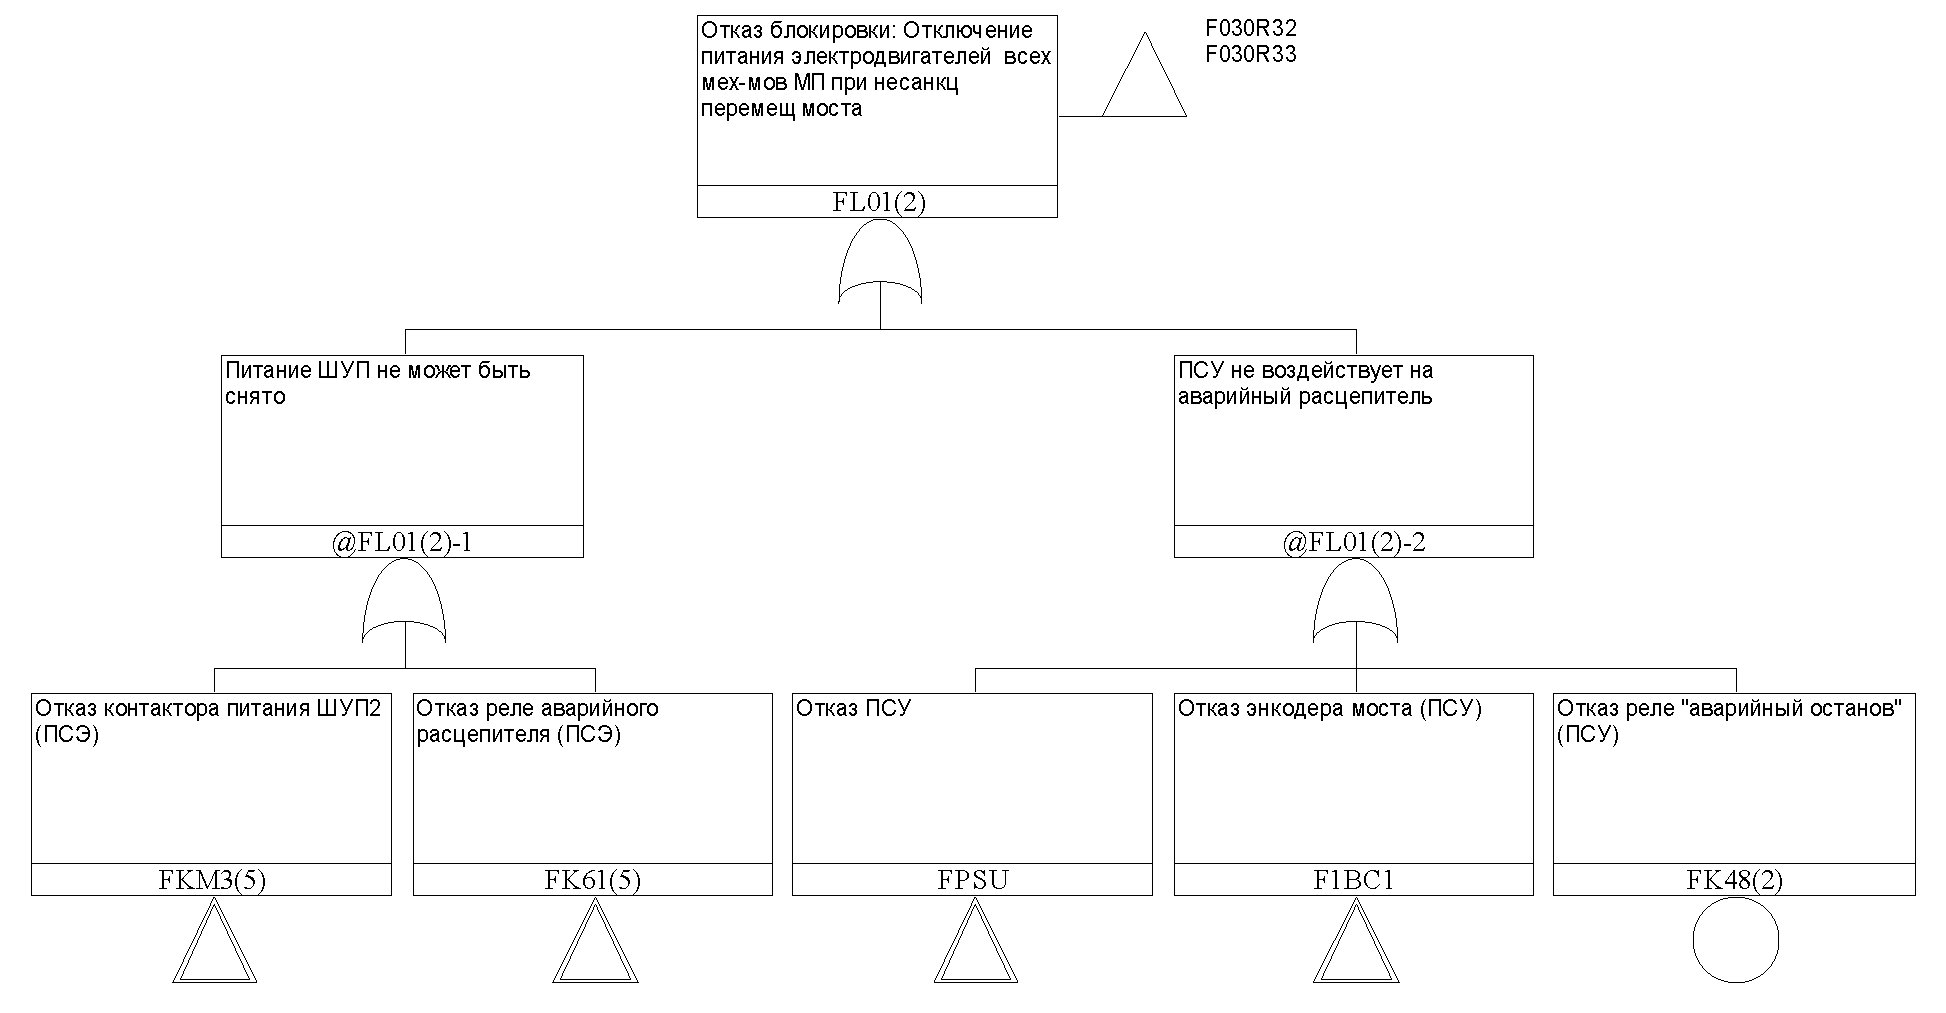 Отказ блокировки: Отключение
питания электродвигателей  всех
мех-мов МП при несанкц
перемещ моста
FL01(2)
F030R32
F030R33
Питание ШУП не может быть
снято
@FL01(2)-1
ПСУ не воздействует на
аварийный расцепитель
@FL01(2)-2
Отказ контактора питания ШУП2
(ПСЭ)
FKM3(5)
Отказ реле аварийного
расцепителя (ПСЭ)
FK61(5)
Отказ ПСУ
FPSU
Отказ энкодера моста (ПСУ)
F1BC1
Отказ реле "аварийный останов"
(ПСУ)
FK48(2)